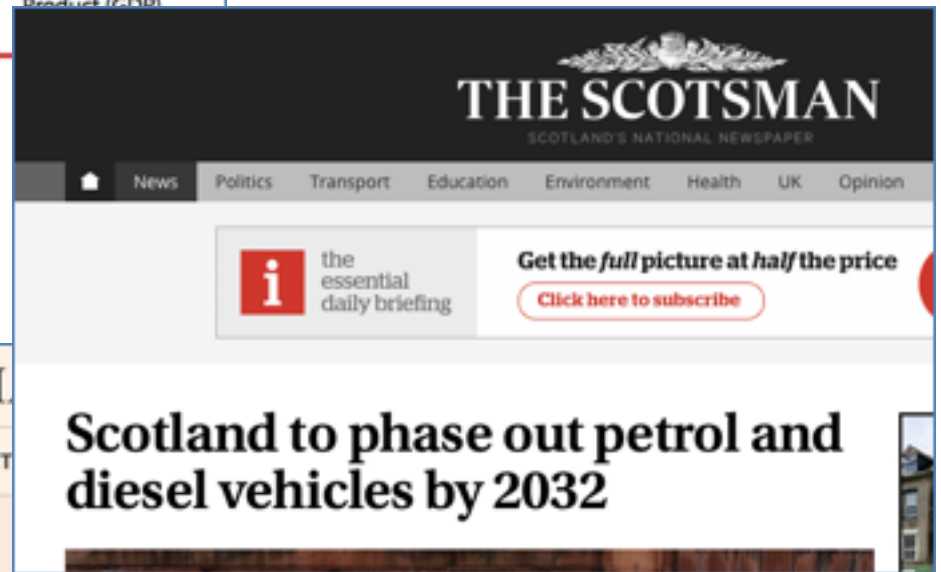 Product (GDP)
THE SCOTSMAN
SCOTLAND'S NATIONAL NEWSPAPER
News Politics Transport Education Environment Health UK Opinion
i
the
essential
daily briefing
Get the full picture at half the price
Click here to subscribe
Scotland to phase out petrol and
diesel vehicles by 2032